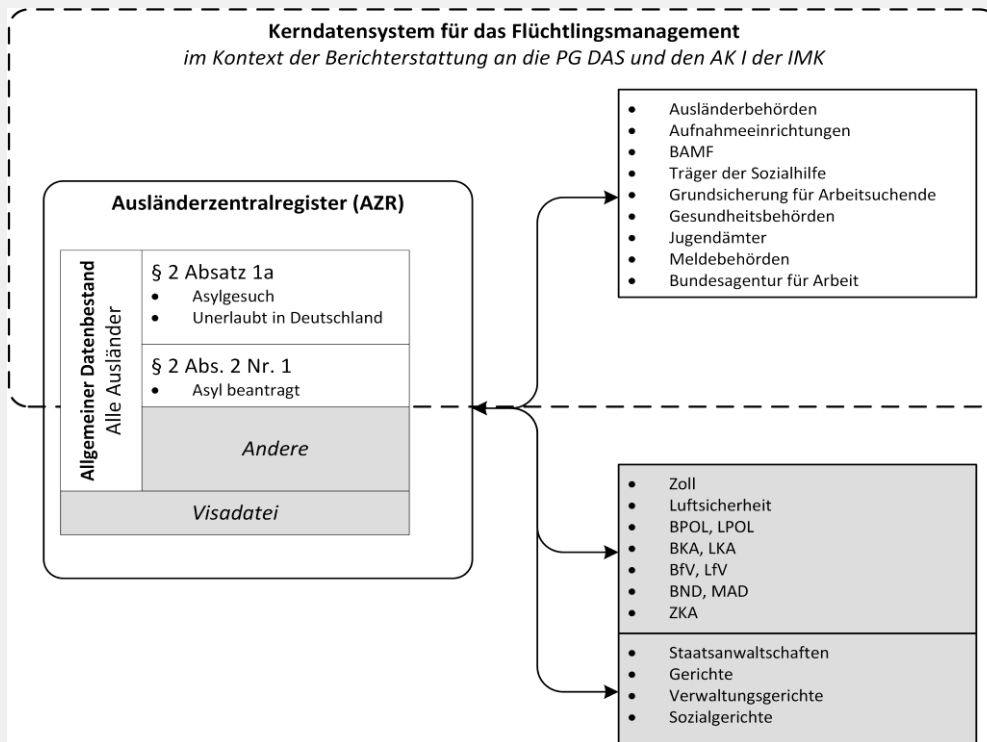 Kerndatensystem für das Flüchtlingsmanagement
im Kontext der Berichterstattung an die PG DAS und den AK I der IMK
Ausländerzentralregister (AZR)
Allgemeiner Datenbestand
Alle Ausländer
§ 2 Absatz 1a
• Asylgesuch
• Unerlaubt in Deutschland
§ 2 Abs. 2 Nr. 1
• Asyl beantragt
Andere
Visadatei
• Ausländerbehörden
• Aufnahmeeinrichtungen
• BAMF
• Träger der Sozialhilfe
• Grundsicherung für Arbeitsuchende
• Gesundheitsbehörden
• Jugendämter
• Meldebehörden
• Bundesagentur für Arbeit
• Zoll
• Luftsicherheit
• BPOL, LPOL
• BKA, LKA
• BfV, LfV
• BND, MAD
• ZKA
• Staatsanwaltschaften
• Gerichte
• Verwaltungsgerichte
• Sozialgerichte